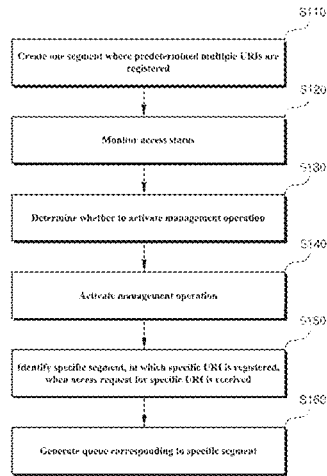 S110
Create one segment where predetermined multiple URIs are
registered
S120
Monitor access status
S130
Determine whether to activate management operation
S140
Activate management operation
S150
Identify specific segment, in which specific URI is registered,
when access request for specific URI is received
S160
Generate queue corresponding to specific segment